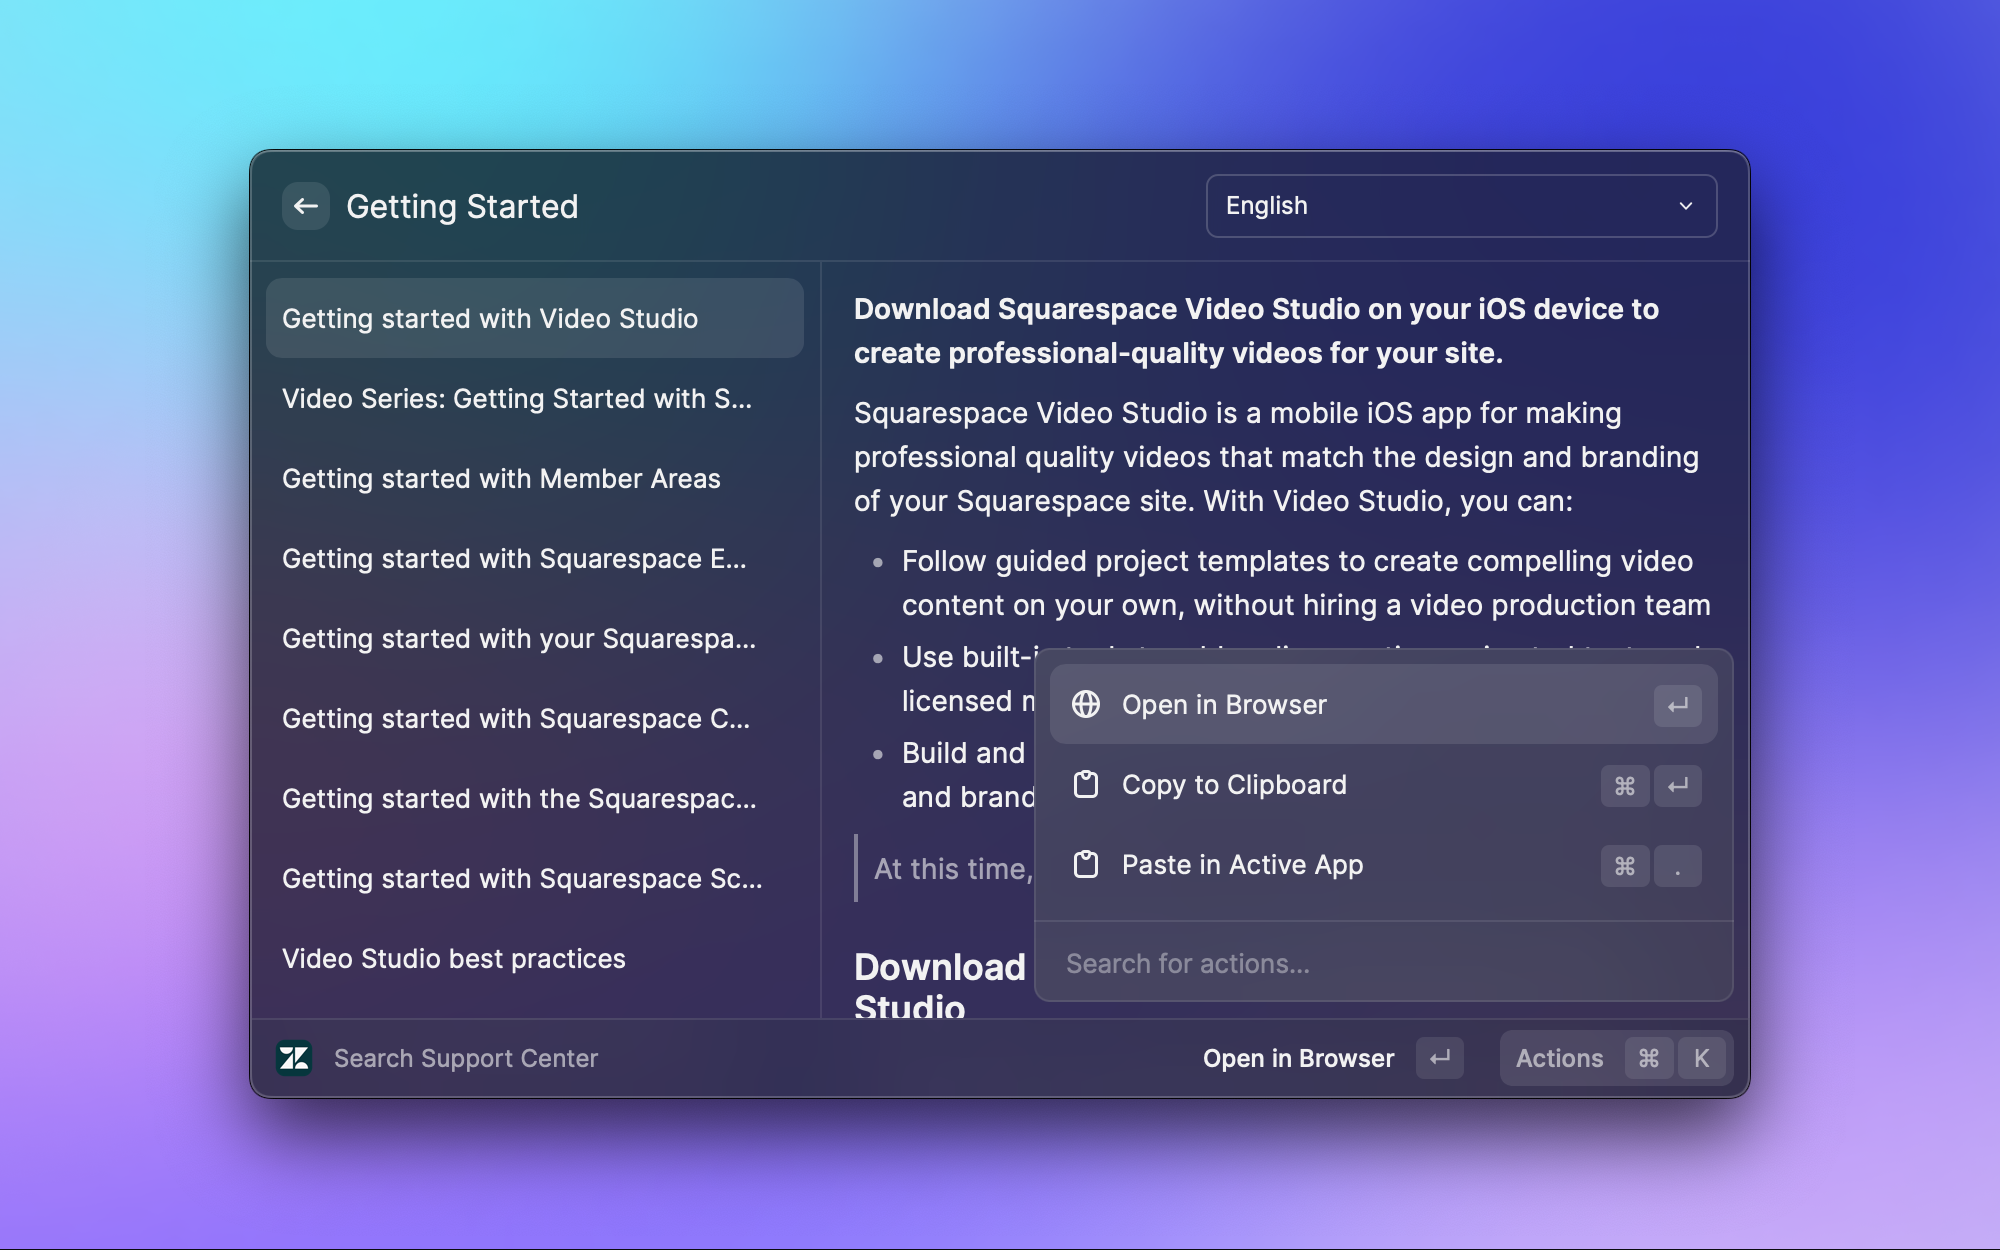 Getting Started
English
Getting started with Video Studio
Video Series: Getting Started with S...
Getting started with Member Areas
Getting started with Squarespace E...
Getting started with your Squarespa...
Getting started with Squarespace C...
Getting started with the Squarespac...
Getting started with Squarespace Sc...
Video Studio best practices
Download Squarespace Video Studio on your iOS device to
create professional-quality videos for your site.
Squarespace Video Studio is a mobile iOS app for making
professional quality videos that match the design and branding
of your Squarespace site. With Video Studio, you can:
• Follow guided project templates to create compelling video
content on your own, without hiring a video production team
• Use built-
licensed
• Build and
and brand
At this time,
Download
Studio
Open in Browser ↵
Copy to Clipboard ⌘ ↵
Paste in Active App ⌘ .
Search for actions...
Search Support Center
Open in Browser ↵
Actions ⌘ K